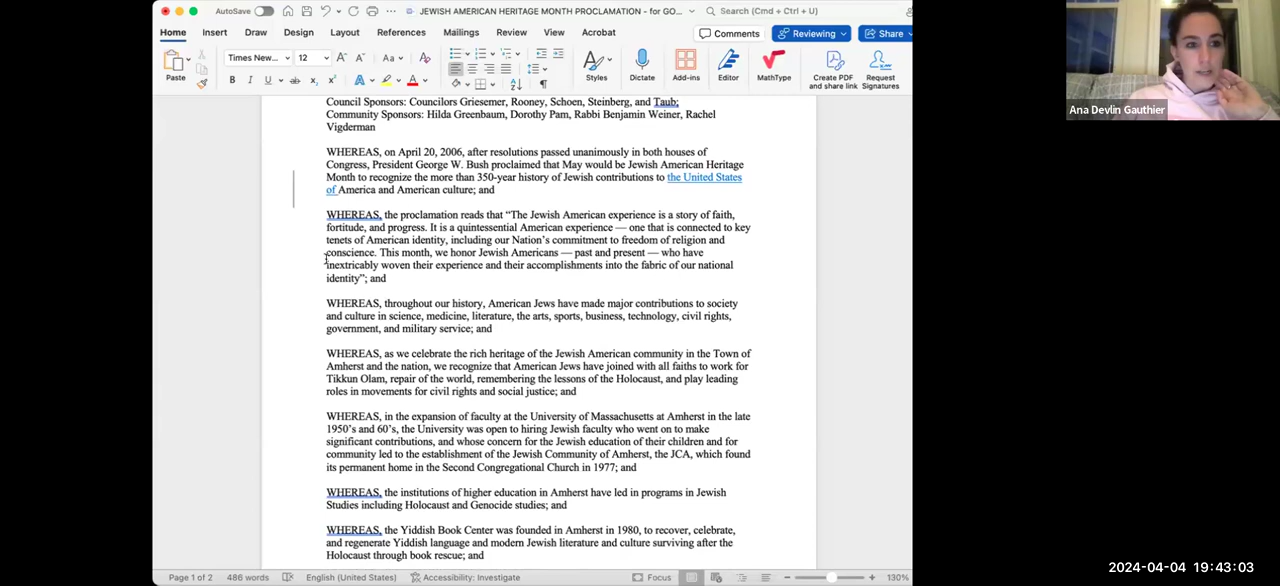 AutoSave
JEWISH AMERICAN HERITAGE MONTH PROCLAMATION - for GO...
Search (Cmd + Ctrl + U)
Home Insert Draw Design Layout References Mailings Review View Acrobat
Comments Reviewing Share
Paste
Times New... 12
Styles Dictate Add-ins Editor MathType Create PDF and share link Request Signatures
Council Sponsors: Councilors Griesemer, Rooney, Schoen, Steinberg, and Taub;
Community Sponsors: Hilda Greenbaum, Dorothy Pam, Rabbi Benjamin Weiner, Rachel
Vigderman
WHEREAS, on April 20, 2006, after resolutions passed unanimously in both houses of
Congress, President George W. Bush proclaimed that May would be Jewish American Heritage
Month to recognize the more than 350-year history of Jewish contributions to the United States
of America and American culture; and
WHEREAS, the proclamation reads that “The Jewish American experience is a story of faith,
fortitude, and progress. It is a quintessential American experience — one that is connected to key
tenets of American identity, including our Nation’s commitment to freedom of religion and
conscience. This month, we honor Jewish Americans — past and present — who have
inextricably woven their experience and their accomplishments into the fabric of our national
identity”; and
WHEREAS, throughout our history, American Jews have made major contributions to society
and culture in science, medicine, literature, the arts, sports, business, technology, civil rights,
government, and military service; and
WHEREAS, as we celebrate the rich heritage of the Jewish American community in the Town of
Amherst and the nation, we recognize that American Jews have joined with all faiths to work for
Tikkun Olam, repair of the world, remembering the lessons of the Holocaust, and play leading
roles in movements for civil rights and social justice; and
WHEREAS, in the expansion of faculty at the University of Massachusetts at Amherst in the late
1950’s and 60’s, the University was open to hiring Jewish faculty who went on to make
significant contributions, and whose concern for the Jewish education of their children and for
community led to the establishment of the Jewish Community of Amherst, the JCA, which found
its permanent home in the Second Congregational Church in 1977; and
WHEREAS, the institutions of higher education in Amherst have led in programs in Jewish
Studies including Holocaust and Genocide studies; and
WHEREAS, the Yiddish Book Center was founded in Amherst in 1980, to recover, celebrate,
and regenerate Yiddish language and modern Jewish literature and culture surviving after the
Holocaust through book rescue; and
Page 1 of 2 486 words English (United States) Accessibility: Investigate Focus 130%
Ana Devlin Gauthier
2024-04-04 19:43:03